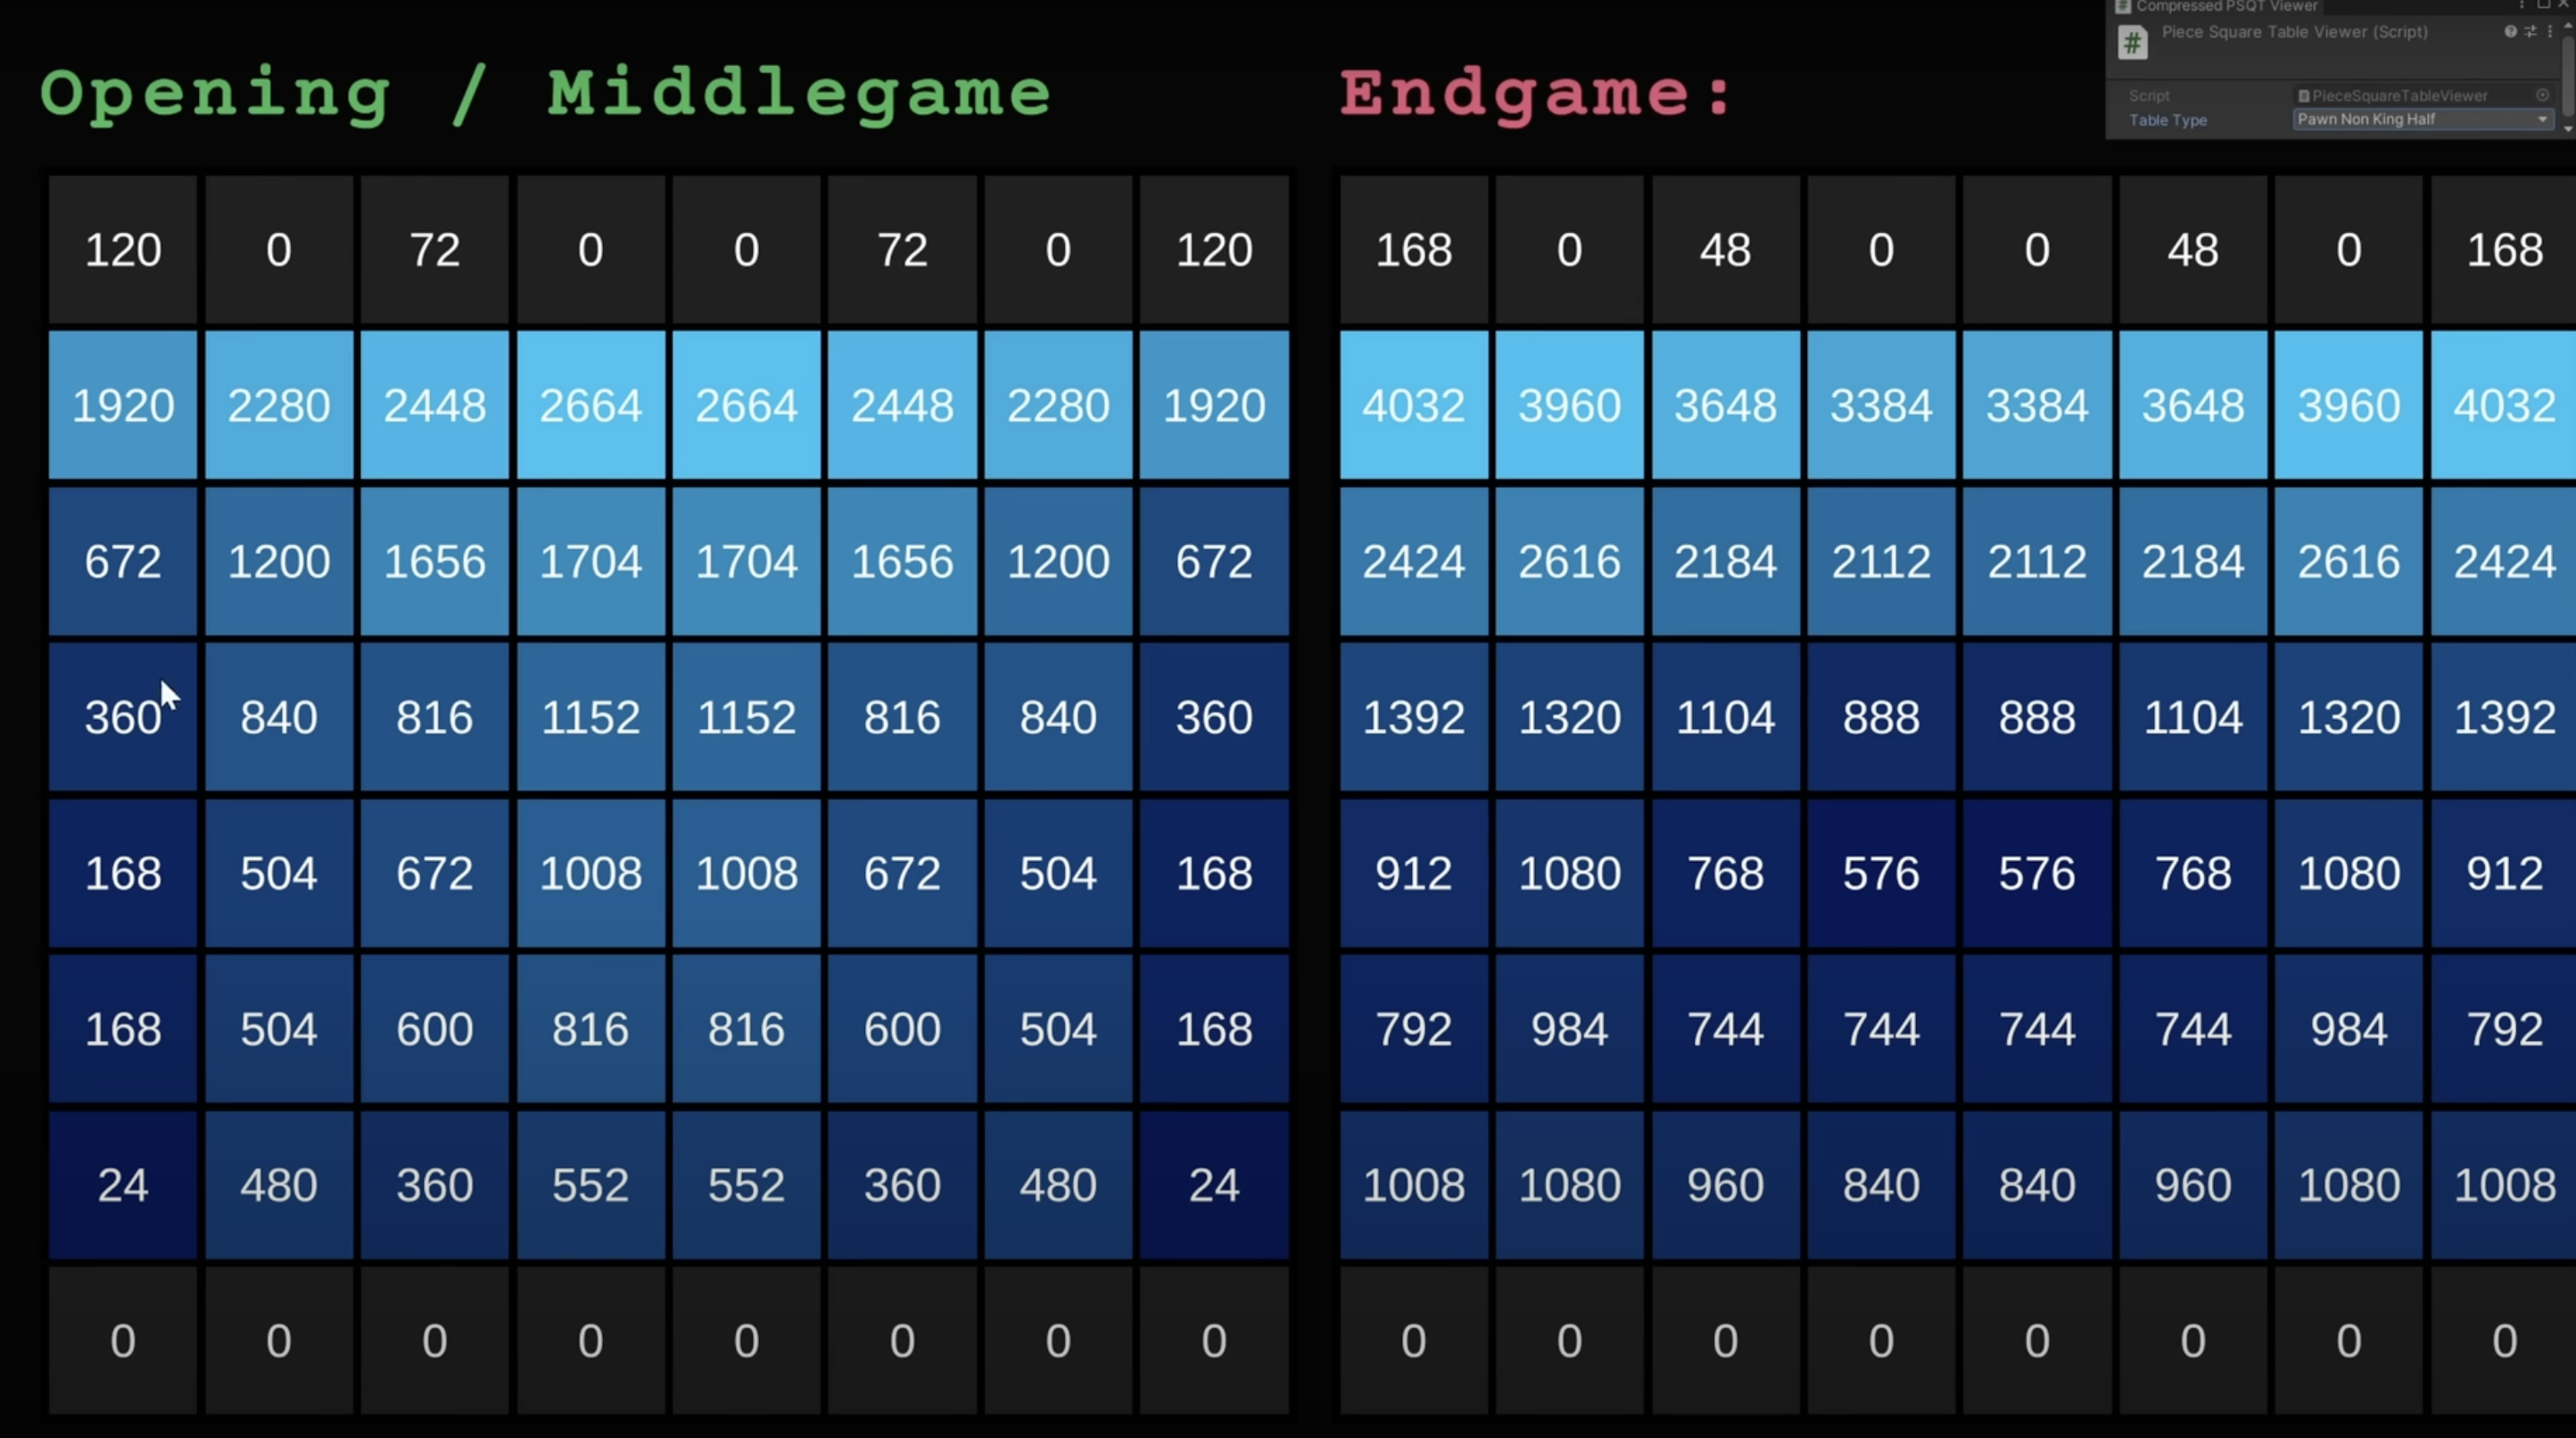 Compressed PSQT Viewer
Piece Square Table Viewer (Script)
Script PieceSquareTableViewer
Table Type Pawn Non King Half
Opening / Middlegame
120 0 72 0 0 72 0 120
1920 2280 2448 2664 2664 2448 2280 1920
672 1200 1656 1704 1704 1656 1200 672
360 840 816 1152 1152 816 840 360
168 504 672 1008 1008 672 504 168
168 504 600 816 816 600 504 168
24 480 360 552 552 360 480 24
0 0 0 0 0 0 0 0
Endgame:
168 0 48 0 0 48 0 168
4032 3960 3648 3384 3384 3648 3960 4032
2424 2616 2184 2112 2112 2184 2616 2424
1392 1320 1104 888 888 1104 1320 1392
912 1080 768 576 576 768 1080 912
792 984 744 744 744 744 984 792
1008 1080 960 840 840 960 1080 1008
0 0 0 0 0 0 0 0